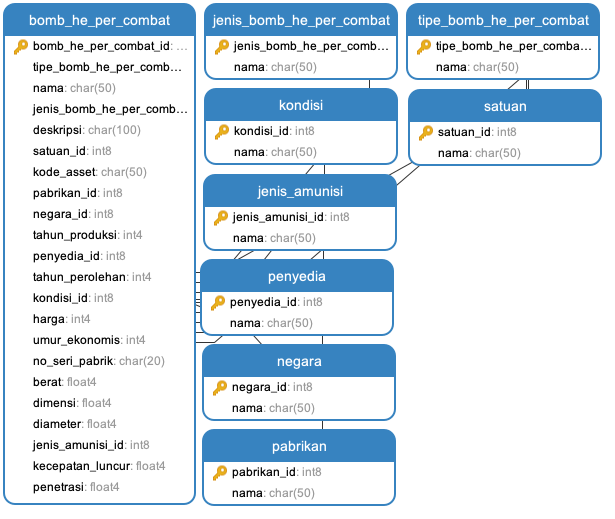 bomb_he_per_combat
bomb_he_per_combat_id: ...
tipe_bomb_he_per_comb...
nama: char(50)
jenis_bomb_he_per_comb...
deskripsi: char(100)
satuan_id: int8
kode_asset: char(50)
pabrikan_id: int8
negara_id: int8
tahun_produksi: int4
penyedia_id: int8
tahun_perolehan: int4
kondisi_id: int8
harga: int4
umur_ekonomis: int4
no_seri_pabrik: char(20)
berat: float4
dimensi: float4
diameter: float4
jenis_amunisi_id: int8
kecepatan_luncur: float4
penetrasi: float4
jenis_bomb_he_per_combat
jenis_bomb_he_per_comb...
nama: char(50)
tipe_bomb_he_per_combat
tipe_bomb_he_per_comba...
nama: char(50)
kondisi
kondisi_id: int8
nama: char(50)
satuan
satuan_id: int8
nama: char(50)
jenis_amunisi
jenis_amunisi_id: int8
nama: char(50)
penyedia
penyedia_id: int8
nama: char(50)
negara
negara_id: int8
nama: char(50)
pabrikan
pabrikan_id: int8
nama: char(50)